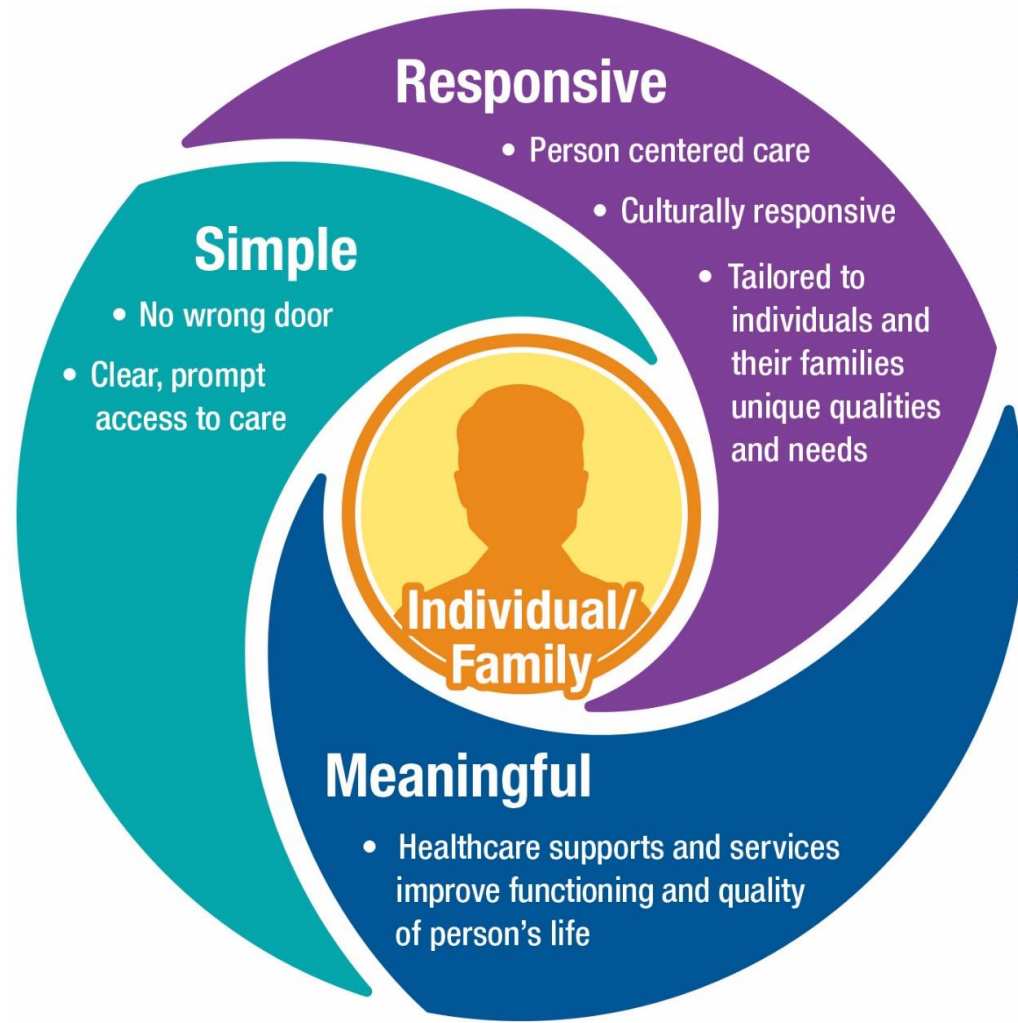 Responsive
• Person centered care
• Culturally responsive
• Tailored to
individuals and
their families
unique qualities
and needs
Simple
• No wrong door
• Clear, prompt
access to care
Individual/
Family
Meaningful
• Healthcare supports and services
improve functioning and quality
of person's life